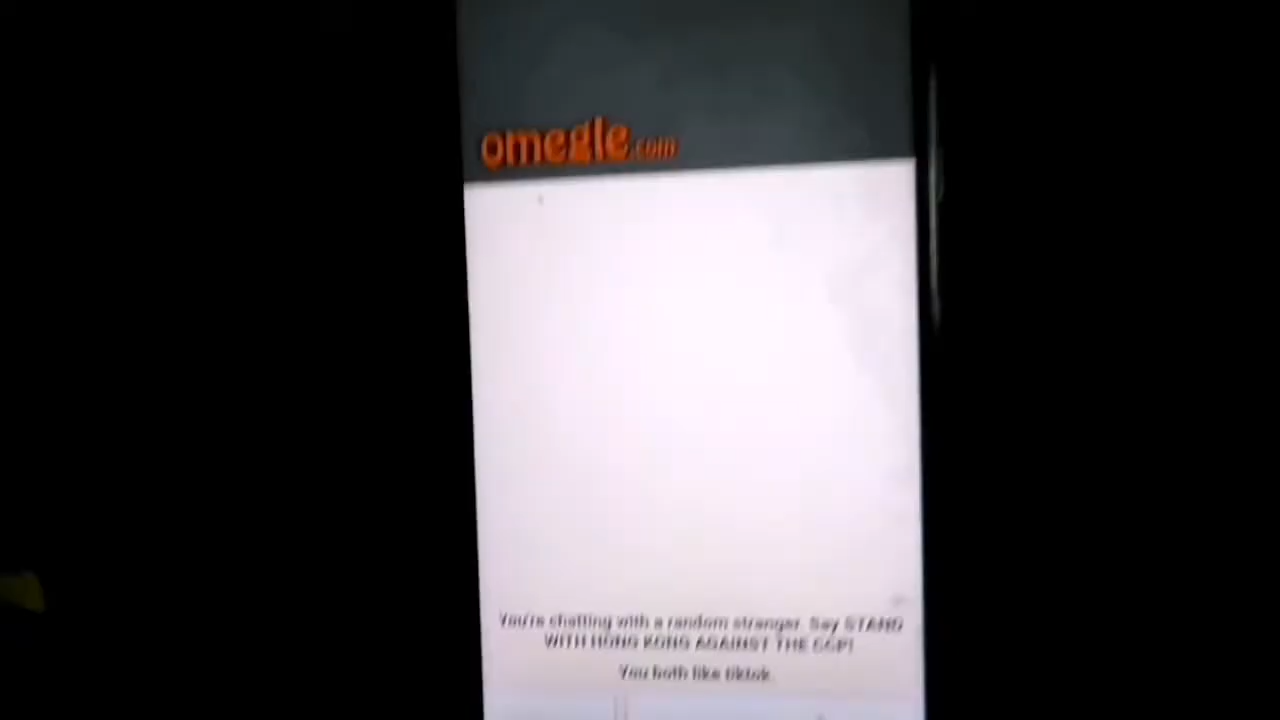 omegle.com
You're chatting with a random stranger. Say STAND
WITH HONG KONG AGAINST THE CCP!
You both like tiktok.